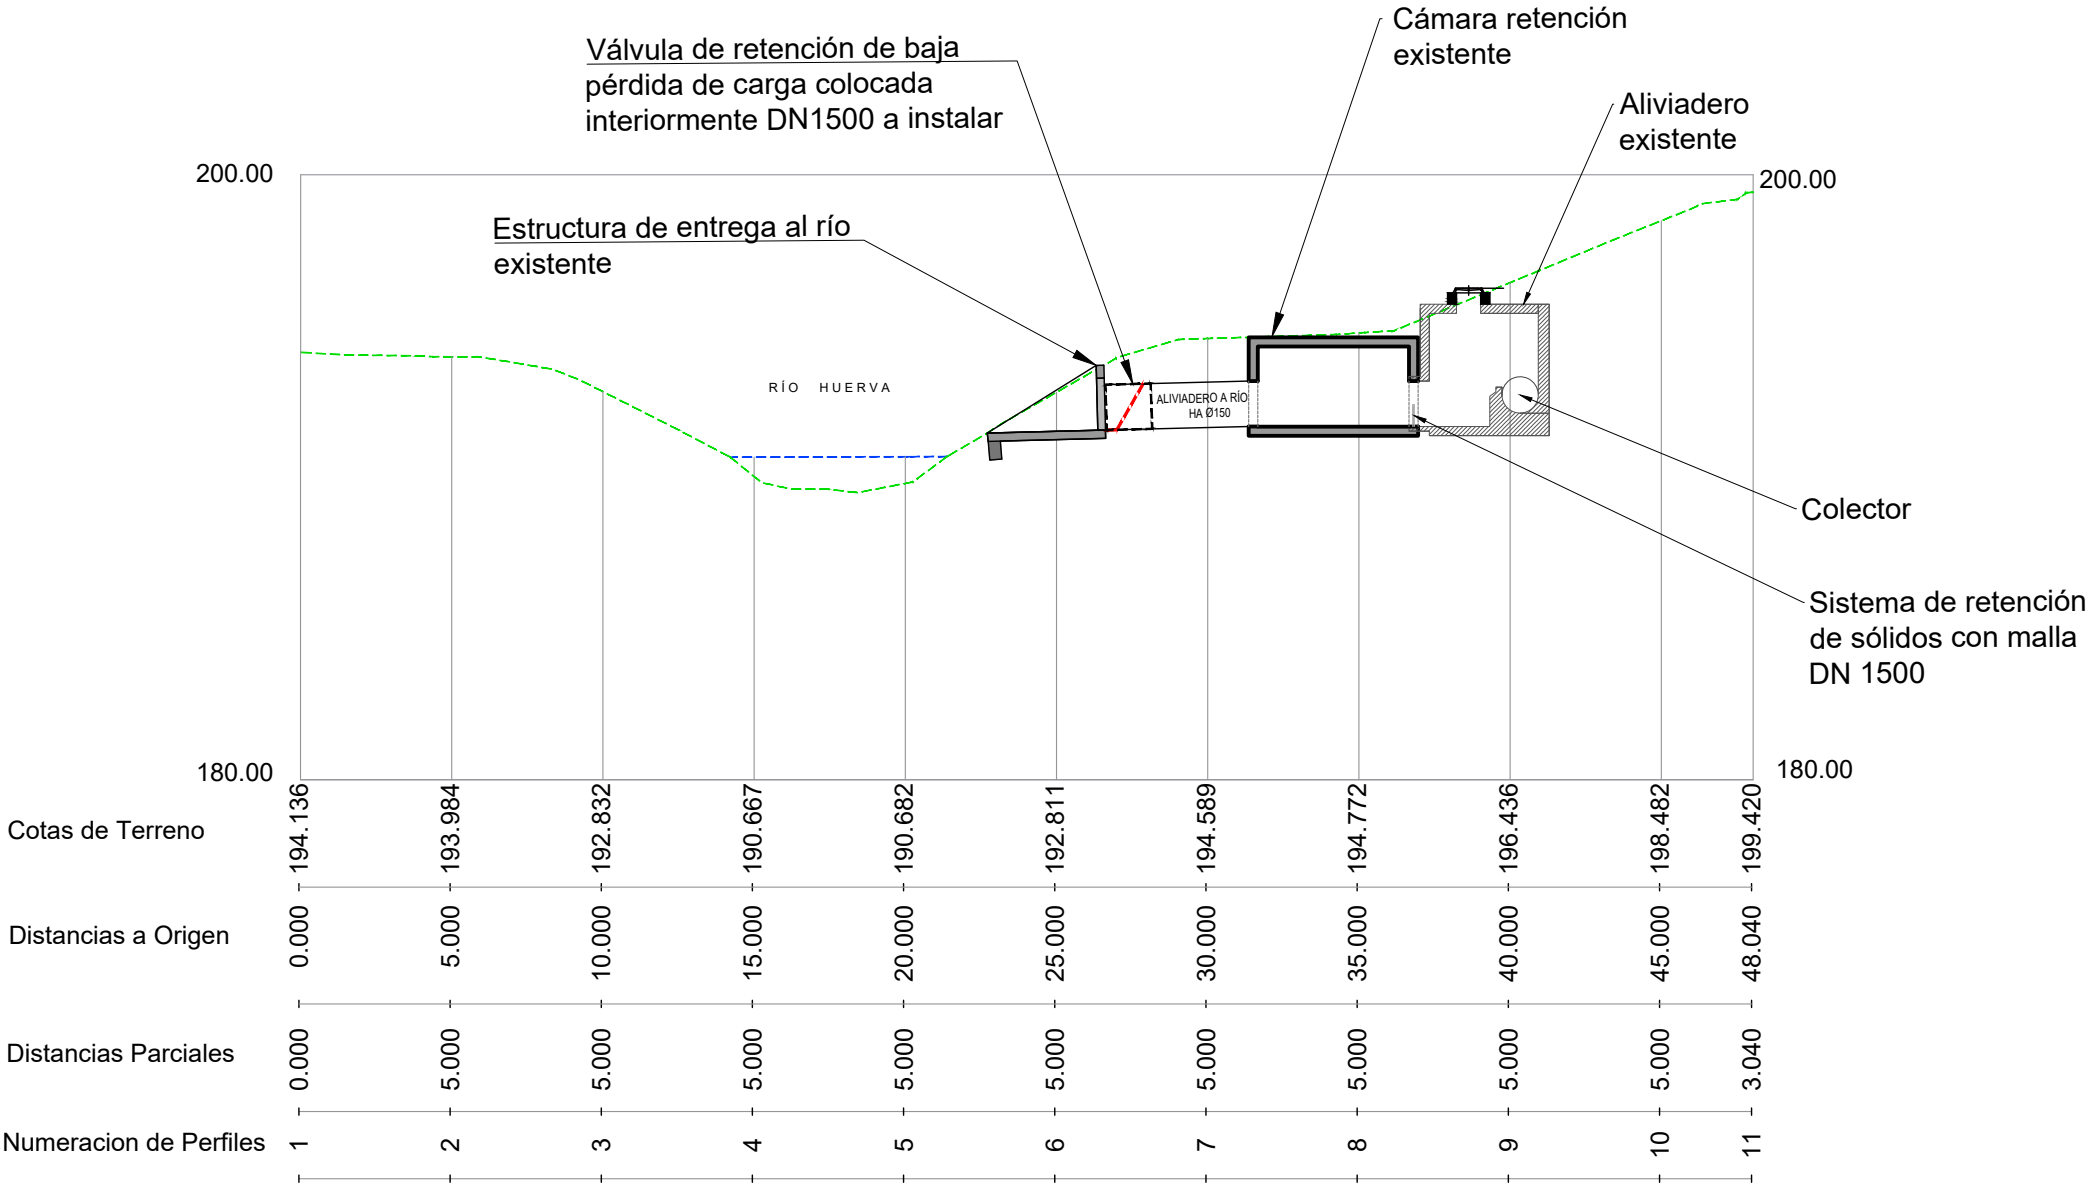 Cámara retención
existente
Válvula de retención de baja
pérdida de carga colocada
interiormente DN1500 a instalar
Aliviadero
existente
200.00
200.00
Estructura de entrega al río
existente
RÍO HUERVA
ALIVIADERO A RÍO
HA Ø150
Colector
Sistema de retención
de sólidos con malla
DN 1500
180.00
180.00
Cotas de Terreno 194.136 193.984 192.832 190.667 190.682 192.811 194.589 194.772 196.436 198.482 199.420
Distancias a Origen 0.000 5.000 10.000 15.000 20.000 25.000 30.000 35.000 40.000 45.000 48.040
Distancias Parciales 0.000 5.000 5.000 5.000 5.000 5.000 5.000 5.000 5.000 5.000 3.040
Numeracion de Perfiles 1 2 3 4 5 6 7 8 9 10 11